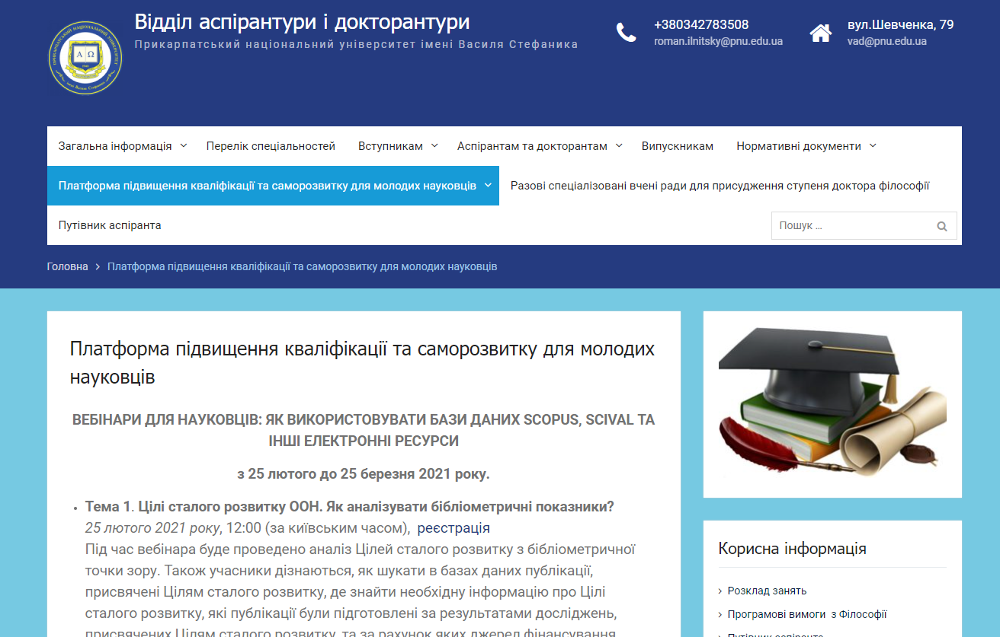 Відділ аспірантури і докторантури
Прикарпатський національний університет імені Василя Стефаника
+380342783508
roman.ilnitsky@pnu.edu.ua
вул.Шевченка, 79
vad@pnu.edu.ua
Загальна інформація
Перелік спеціальностей
Вступникам
Аспірантам та докторантам
Випускникам
Нормативні документи
Платформа підвищення кваліфікації та саморозвитку для молодих науковців
Разові спеціалізовані вчені ради для присудження ступеня доктора філософії
Путівник аспіранта
Пошук …
Головна > Платформа підвищення кваліфікації та саморозвитку для молодих науковців
Платформа підвищення кваліфікації та саморозвитку для молодих
науковців
ВЕБІНАРИ ДЛЯ НАУКОВЦІВ: ЯК ВИКОРИСТОВУВАТИ БАЗИ ДАНИХ SCOPUS, SCIVAL ТА
ІНШІ ЕЛЕКТРОННІ РЕСУРСИ
з 25 лютого до 25 березня 2021 року.
• Тема 1. Цілі сталого розвитку ООН. Як аналізувати бібліометричні показники?
25 лютого 2021 року, 12:00 (за київським часом), реєстрація
Під час вебінара буде проведено аналіз Цілей сталого розвитку з бібліометричної
точки зору. Також учасники дізнаються, як шукати в базах даних публікації,
присвячені Цілям сталого розвитку, де знайти необхідну інформацію про Цілі
сталого розвитку, які публікації були підготовлені за результатами досліджень,
присвячених Цілям сталого розвитку, та за рахунок яких джерел фінансування
Корисна інформація
> Розклад занять
> Програмові вимоги з Філософії
Путівник аспіранта